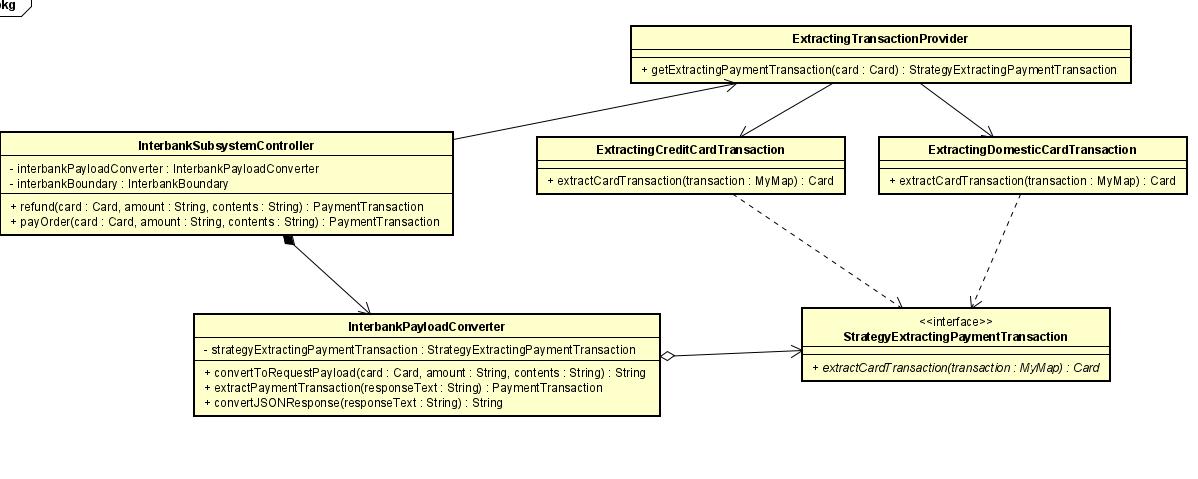 pkg
ExtractingTransactionProvider
+ getExtractingPaymentTransaction(card : Card) : StrategyExtractingPaymentTransaction
InterbankSubsystemController
- interbankPayloadConverter : InterbankPayloadConverter
- interbankBoundary : InterbankBoundary
+ refund(card : Card, amount : String, contents : String) : PaymentTransaction
+ payOrder(card : Card, amount : String, contents : String) : PaymentTransaction
ExtractingCreditCardTransaction
+ extractCardTransaction(transaction : MyMap) : Card
ExtractingDomesticCardTransaction
+ extractCardTransaction(transaction : MyMap) : Card
InterbankPayloadConverter
- strategyExtractingPaymentTransaction : StrategyExtractingPaymentTransaction
+ convertToRequestPayload(card : Card, amount : String, contents : String) : String
+ extractPaymentTransaction(responseText : String) : PaymentTransaction
+ convertJSONResponse(responseText : String) : String
<<interface>>
StrategyExtractingPaymentTransaction
+ extractCardTransaction(transaction : MyMap) : Card